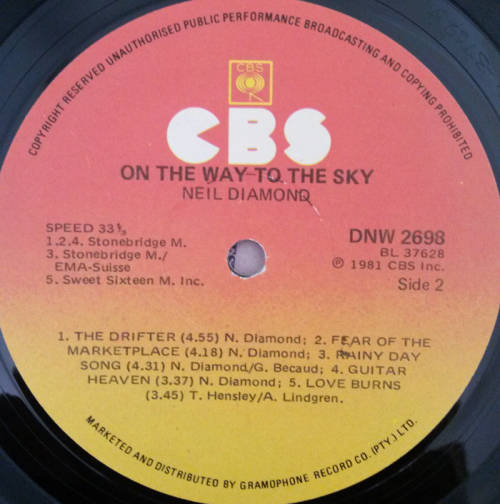 COPYRIGHT RESERVED UNAUTHORISED PUBLIC PERFORMANCE BROADCASTING AND COPYING PROHIBITED
CBS
CBS
ON THE WAY TO THE SKY
NEIL DIAMOND
SPEED 33⅓
1.2.4. Stonebridge M.
3. Stonebridge M./
EMA-Suisse
5. Sweet Sixteen M. Inc.
DNW 2698
BL 37628
℗ 1981 CBS Inc.
Side 2
1. THE DRIFTER (4.55) N. Diamond; 2. FEAR OF THE
MARKETPLACE (4.18) N. Diamond; 3. RAINY DAY
SONG (4.31) N. Diamond/G. Becaud; 4. GUITAR
HEAVEN (3.37) N. Diamond; 5. LOVE BURNS
(3.45) T. Hensley/A. Lindgren.
MARKETED AND DISTRIBUTED BY GRAMOPHONE RECORD CO. (PTY.) LTD.